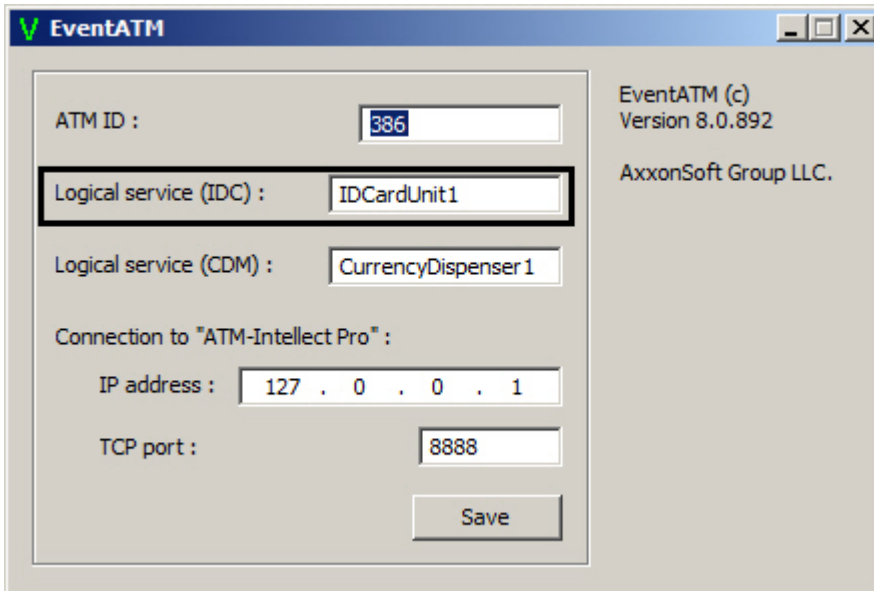 EventATM
ATM ID :
386
Logical service (IDC) :
IDCardUnit1
Logical service (CDM) :
CurrencyDispenser1
Connection to "ATM-Intellect Pro" :
IP address :
127 . 0 . 0 . 1
TCP port :
8888
Save
EventATM (c)
Version 8.0.892
AxxonSoft Group LLC.